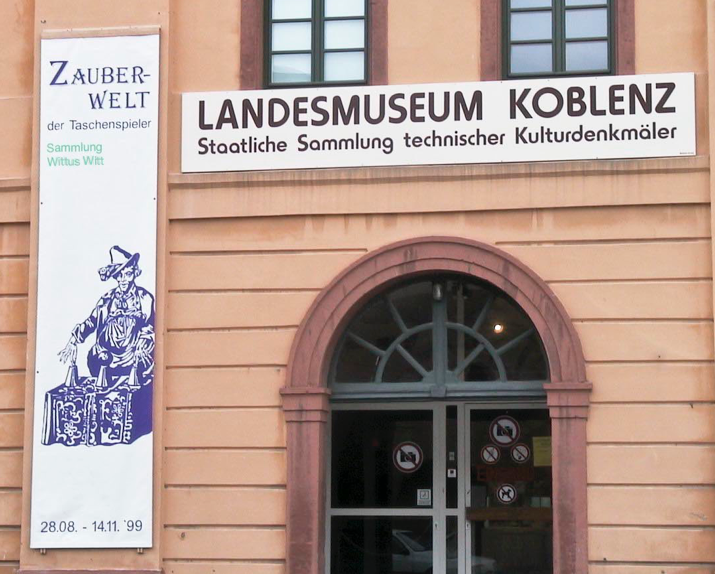 ZAUBER-
WELT
der Taschenspieler
Sammlung
Wittus Witt
28.08. - 14.11. '99
LANDESMUSEUM KOBLENZ
Staatliche Sammlung technischer Kulturdenkmäler